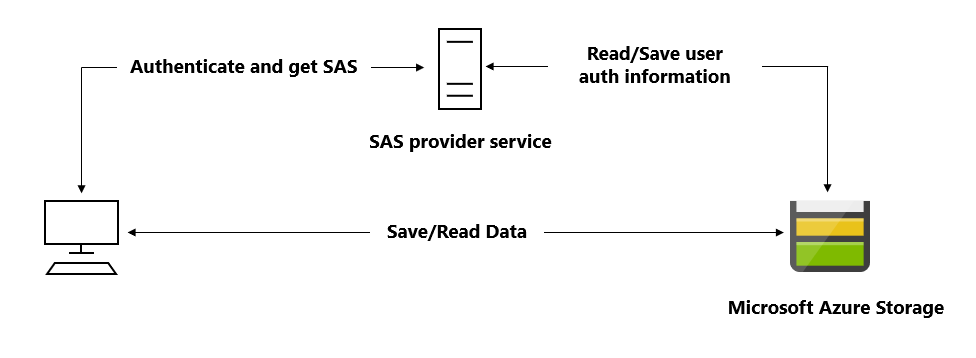 Authenticate and get SAS
Read/Save user
auth information
SAS provider service
Save/Read Data
Microsoft Azure Storage